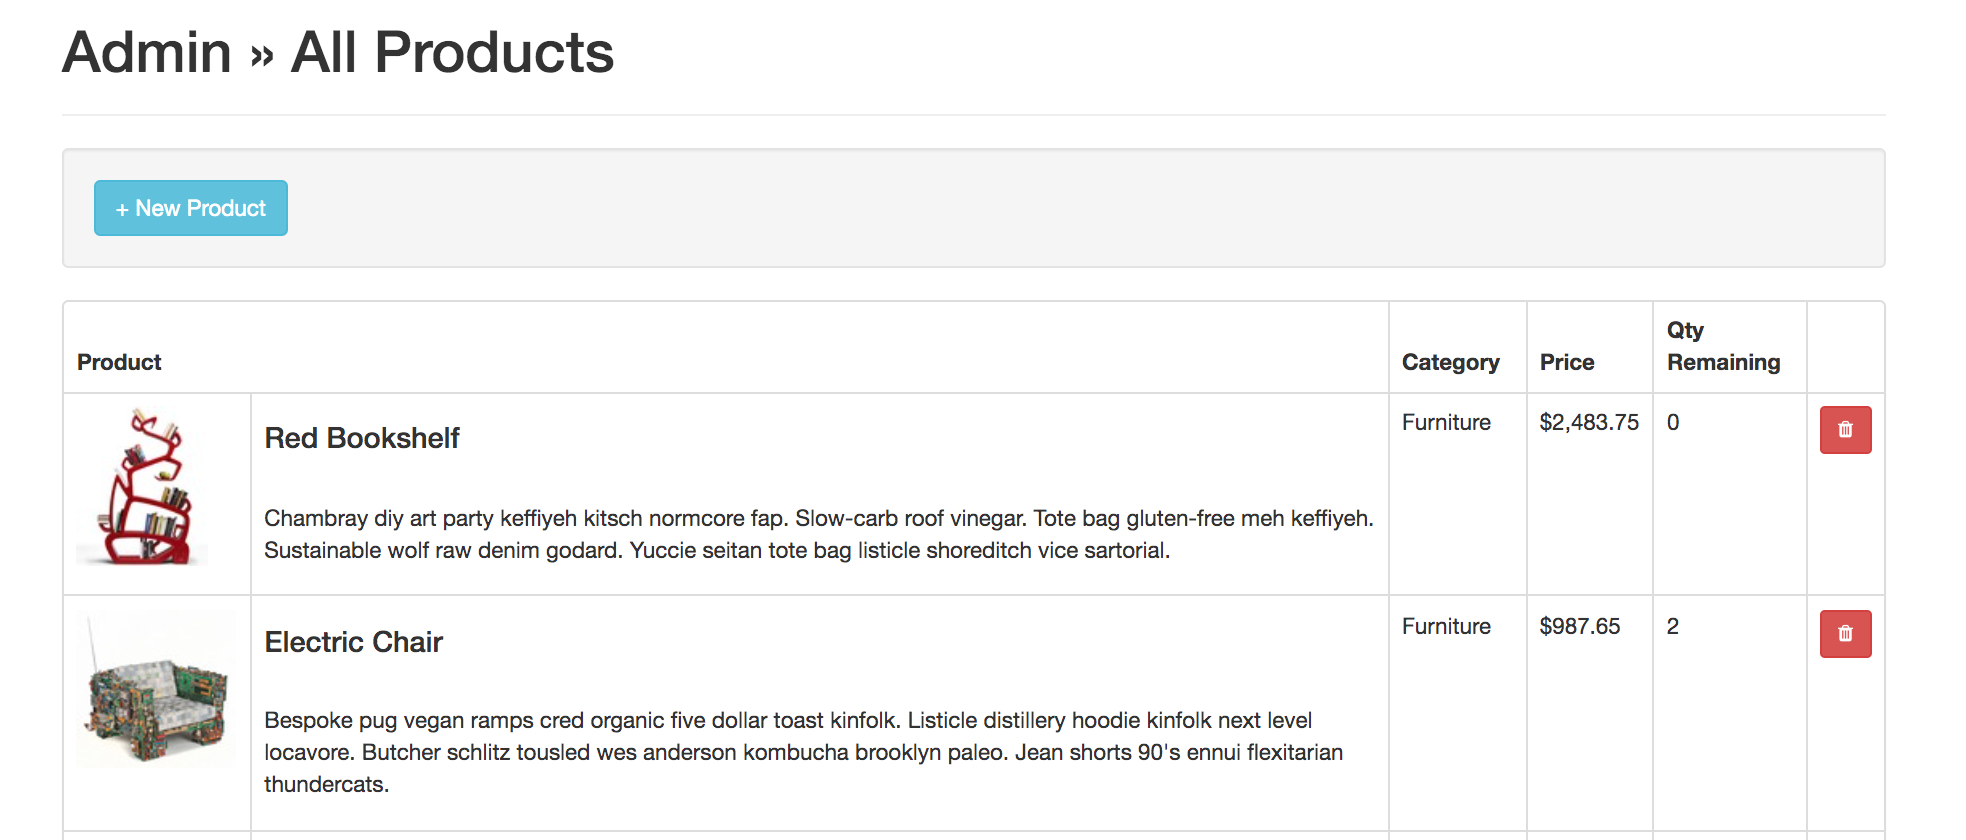 Admin » All Products
+ New Product
Product
Category
Price
Qty
Remaining
Red Bookshelf
Chambray diy art party keffiyeh kitsch normcore fap. Slow-carb roof vinegar. Tote bag gluten-free meh keffiyeh.
Sustainable wolf raw denim godard. Yuccie seitan tote bag listicle shoreditch vice sartorial.
Furniture
$2,483.75
0
Electric Chair
Bespoke pug vegan ramps cred organic five dollar toast kinfolk. Listicle distillery hoodie kinfolk next level
locavore. Butcher schlitz tousled wes anderson kombucha brooklyn paleo. Jean shorts 90's ennui flexitarian
thundercats.
Furniture
$987.65
2